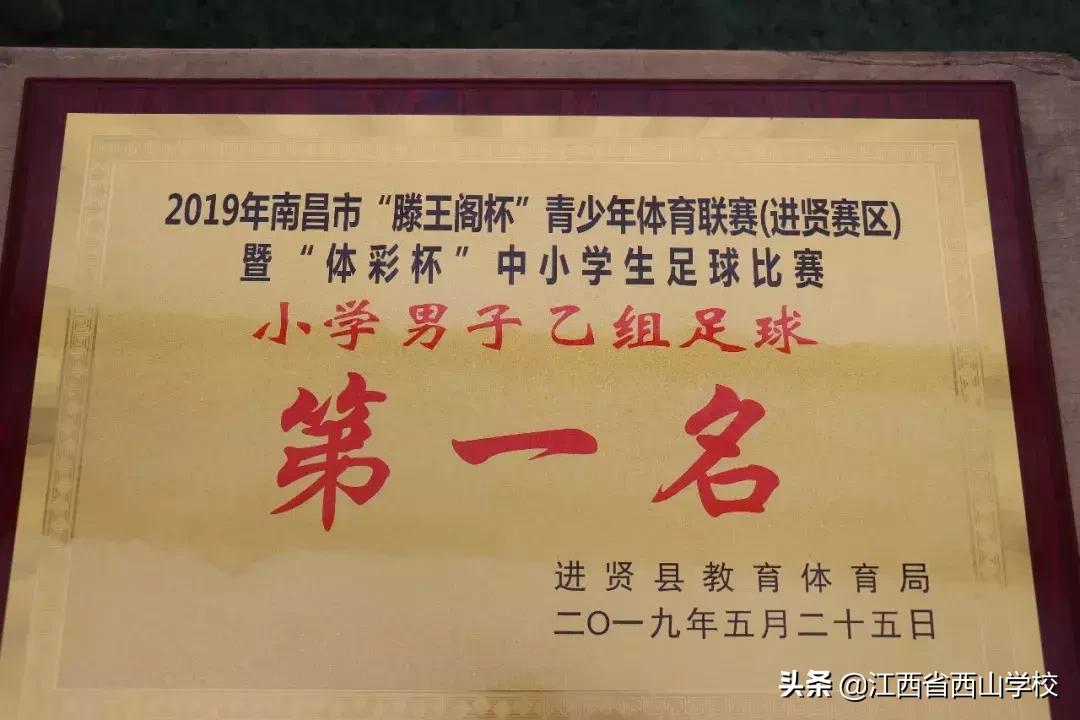 2019年南昌市“滕王阁杯”青少年体育联赛(进贤赛区)
暨“体彩杯”中小学生足球比赛
小学男子乙组足球
第一名
进贤县教育体育局
二〇一九年五月二十五日
头条 @江西省西山学校